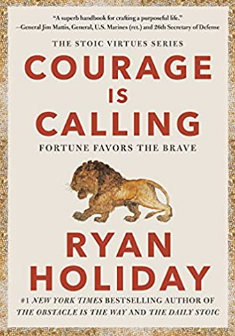 "A superb handbook for crafting a purposeful life."
—General Jim Mattis, General, U.S. Marines (ret.) and 26th Secretary of Defense
THE STOIC VIRTUES SERIES
COURAGE
IS
CALLING
FORTUNE FAVORS THE BRAVE
RYAN
HOLIDAY
#1 NEW YORK TIMES BESTSELLING AUTHOR OF
THE OBSTACLE IS THE WAY AND THE DAILY STOIC